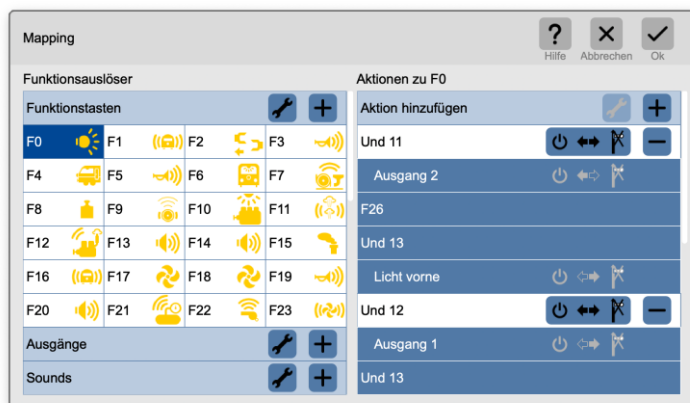 Mapping
Hilfe
Abbrechen
Ok
Funktionsauslöser
Funktionstasten
F0 F1 F2 F3
F4 F5 F6 F7
F8 F9 F10 F11
F12 F13 F14 F15
F16 F17 F18 F19
F20 F21 F22 F23
Ausgänge
Sounds
Aktionen zu F0
Aktion hinzufügen
Und 11
Ausgang 2
F26
Und 13
Licht vorne
Und 12
Ausgang 1
Und 13